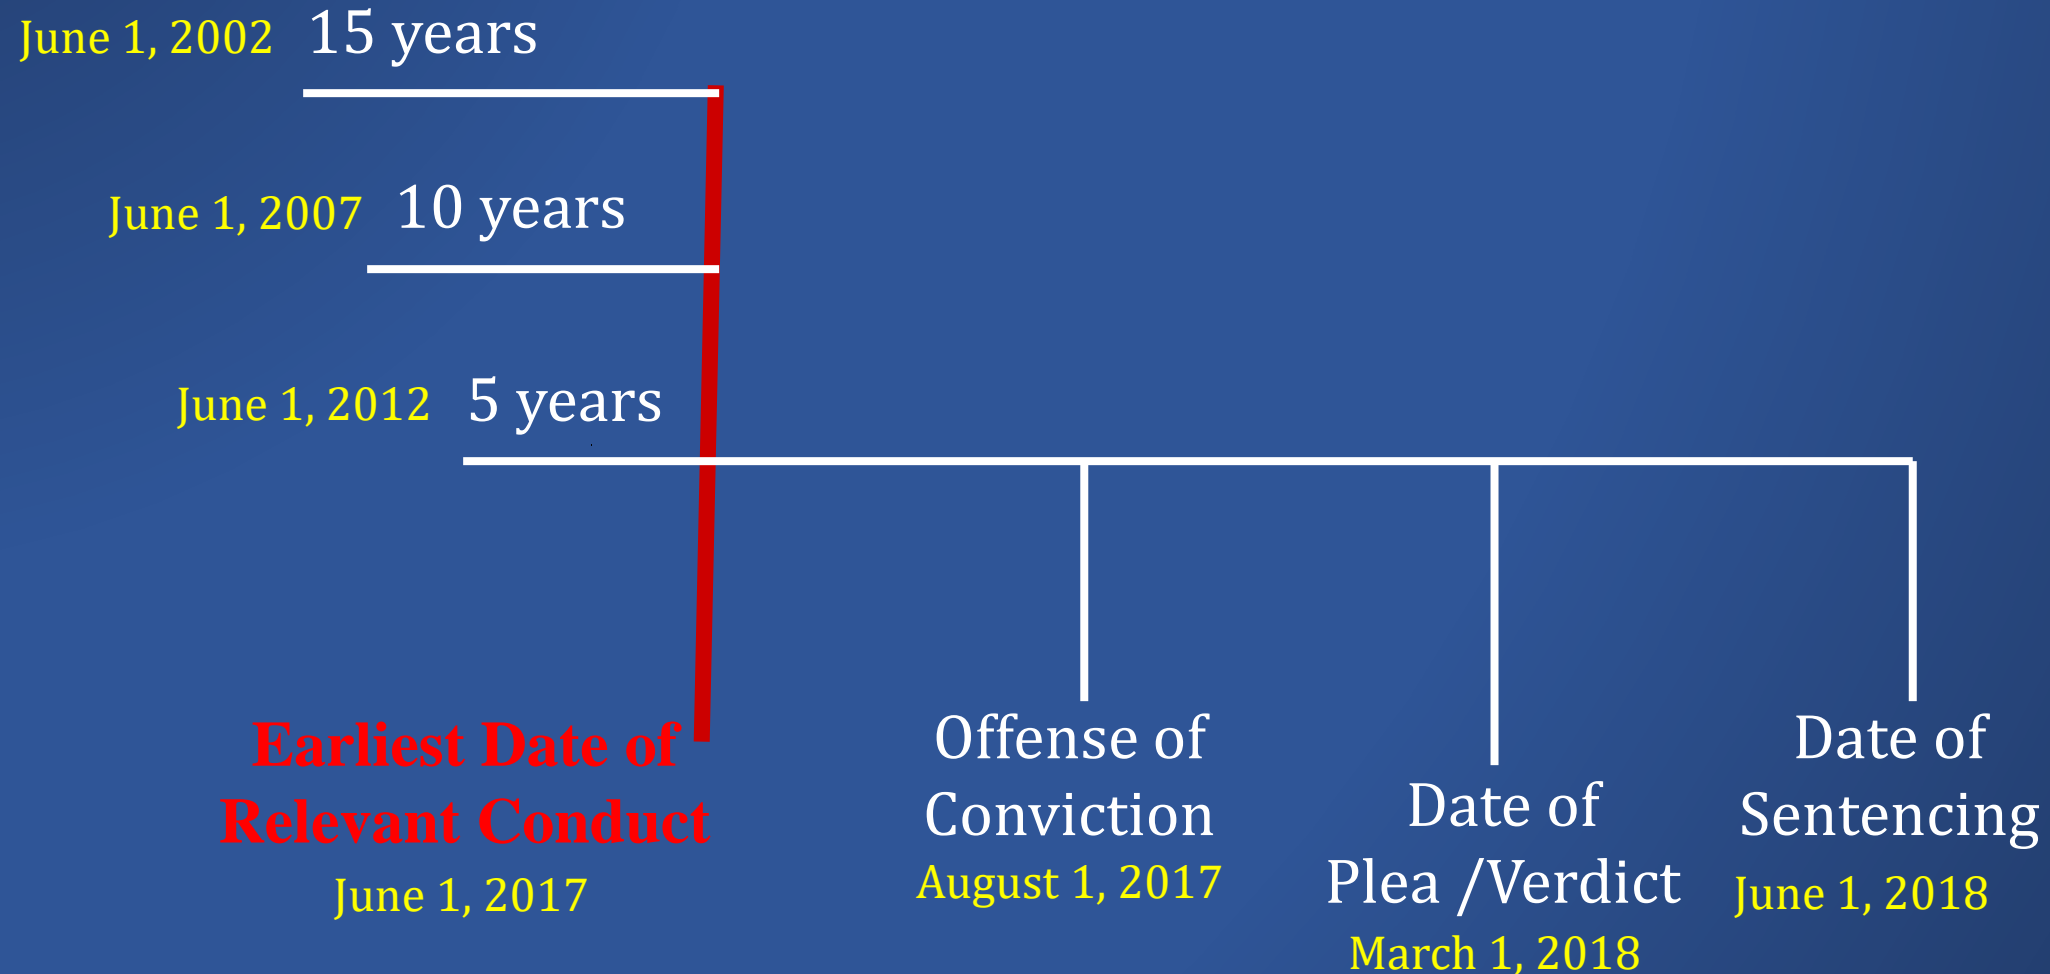 June 1, 2002 15 years
June 1, 2007 10 years
June 1, 2012 5 years
Earliest Date of
Relevant Conduct
June 1, 2017
Offense of
Conviction
August 1, 2017
Date of
Plea /Verdict
March 1, 2018
Date of
Sentencing
June 1, 2018